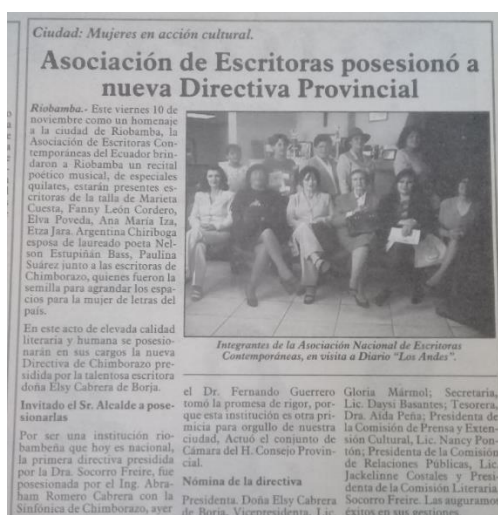 Ciudad: Mujeres en acción cultural.
Asociación de Escritoras posesionó a
nueva Directiva Provincial
Riobamba.- Este viernes 10 de
noviembre como un homenaje
a la ciudad de Riobamba, la
Asociación de Escritoras Con-
temporáneas del Ecuador brin-
daron a Riobamba un recital
poético musical, de especiales
quilates, estarán presentes es-
critoras de la talla de Marieta
Cuesta, Fanny León Cordero,
Elva Poveda, Ana María Iza,
Etza Jara. Argentina Chiriboga
esposa de laureado poeta Nel-
son Estupiñán Bass, Paulina
Suárez junto a las escritoras de
Chimborazo, quienes fueron la
semilla para agrandar los espa-
cios para la mujer de letras del
país.
En este acto de elevada calidad
literaria y humana se posesio-
narán en sus cargos la nueva
Directiva de Chimborazo pre-
sidida por la talentosa escritora
doña Elsy Cabrera de Borja.
Invitado el Sr. Alcalde a pose-
sionarlas
Por ser una institución rio-
bambeña que hoy es nacional,
la primera directiva presidida
por la Dra. Socorro Freire, fue
posesionada por el Ing. Abra-
ham Romero Cabrera con la
Sinfónica de Chimborazo, ayer
Integrantes de la Asociación Nacional de Escritoras
Contemporáneas, en visita a Diario "Los Andes".
el Dr. Fernando Guerrero
tomó la promesa de rigor, por-
que esta institución es otra pri-
micia para orgullo de nuestra
ciudad, Actuó el conjunto de
Cámara del H. Consejo Provin-
cial.
Nómina de la directiva
Presidenta. Doña Elsy Cabrera
de Borja, Vicepresidenta, Lic.
Gloria Mármol; Secretaria,
Lic. Daysi Basantes; Tesorera,
Dra. Aida Peña; Presidenta de
la Comisión de Prensa y Exten-
sión Cultural, Lic. Nancy Pon-
tón; Presidenta de la Comisión
de Relaciones Públicas, Lic.
Jackelinne Costales y Presi-
denta de la Comisión Literaria
Socorro Freire. Las auguramos
éxitos en sus gestiones.